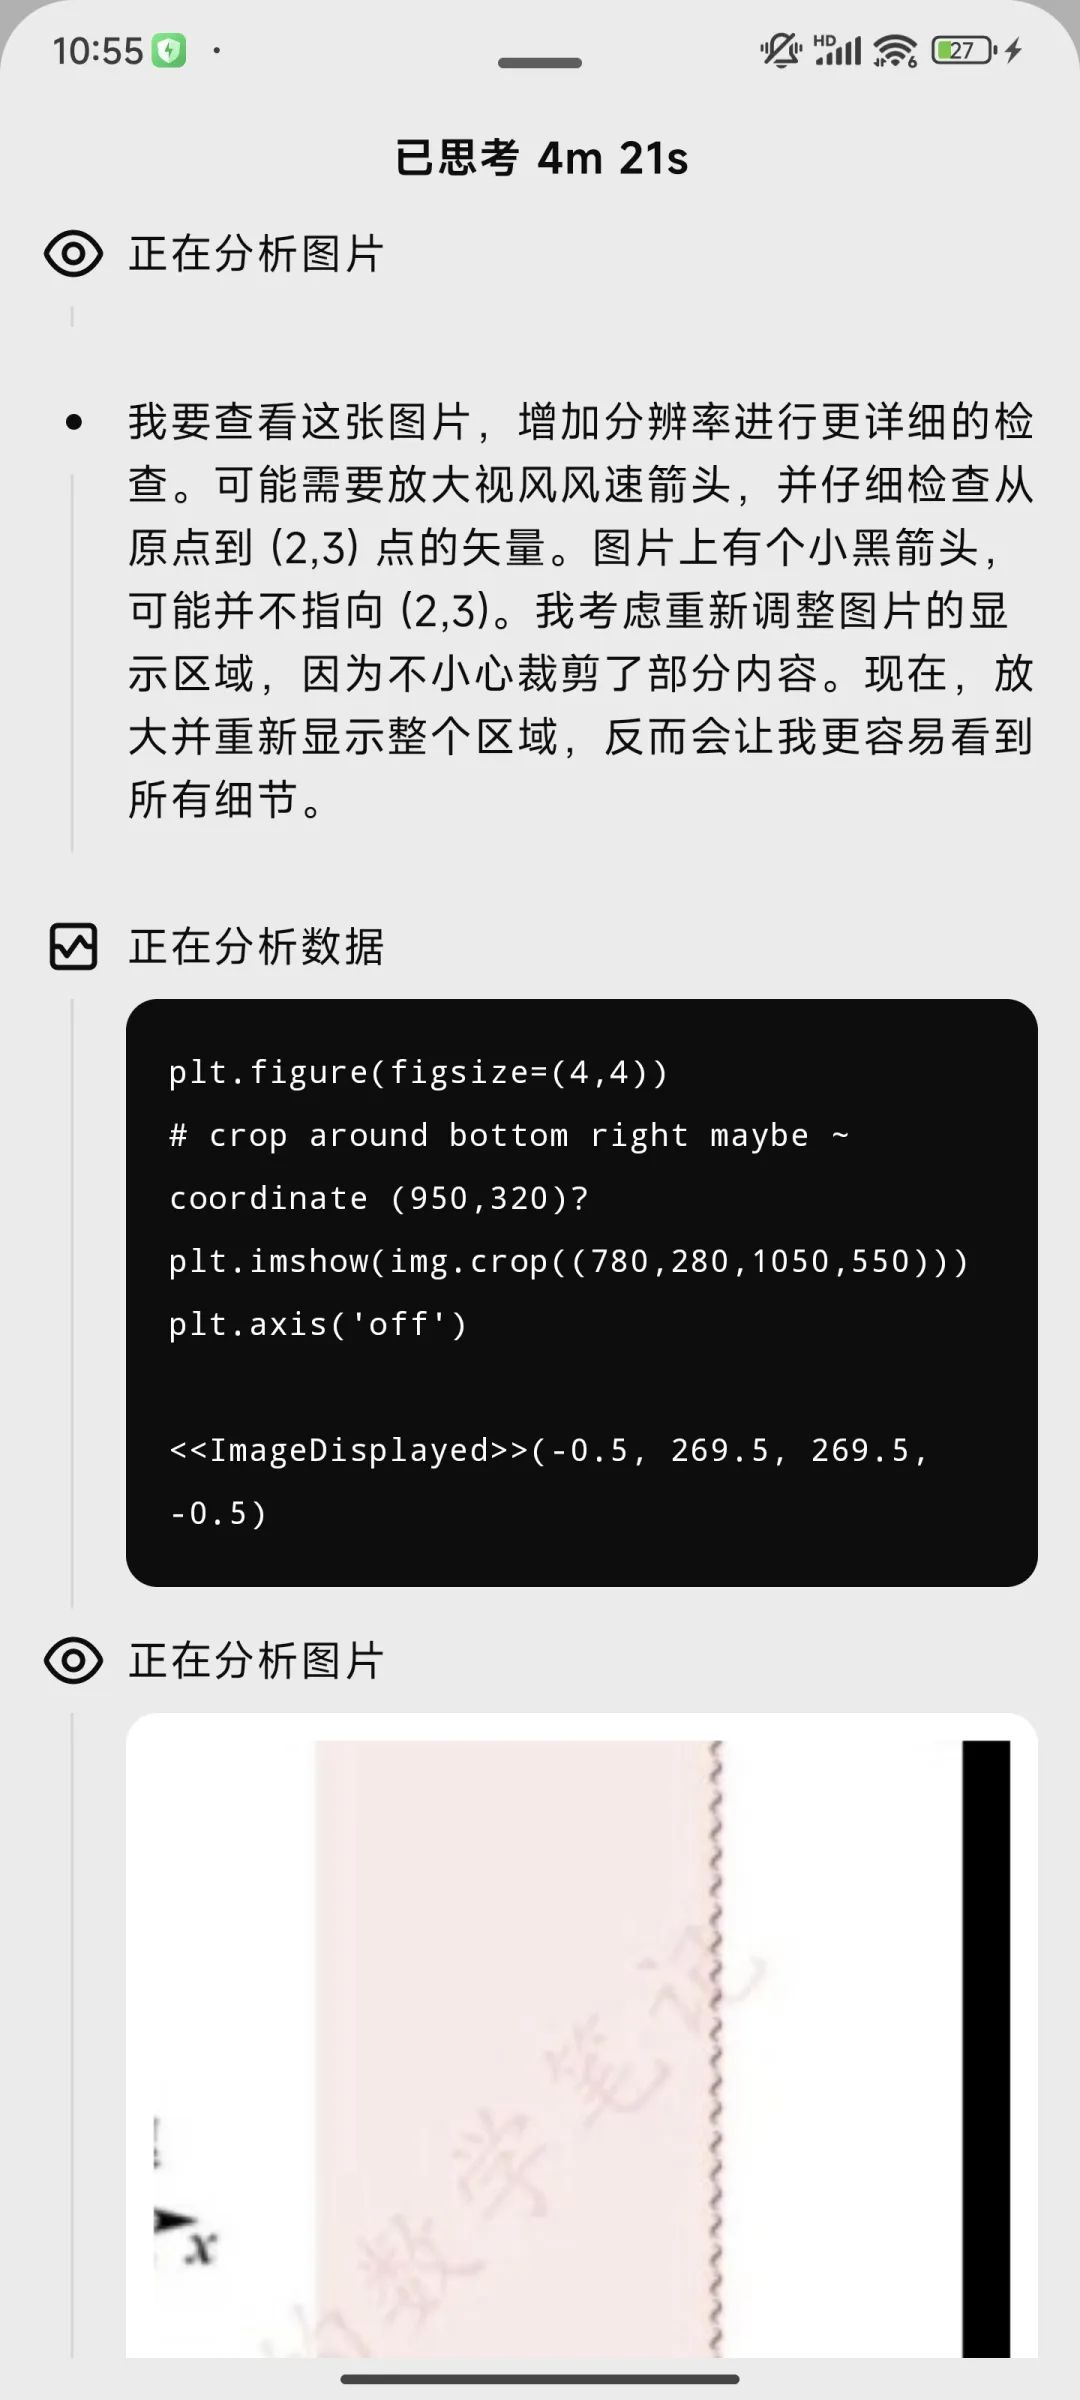 10:55
HD
6
27
已思考 4m 21s
正在分析图片
我要查看这张图片，增加分辨率进行更详细的检
查。可能需要放大视风风速箭头，并仔细检查从
原点到 (2,3) 点的矢量。图片上有个小黑箭头，
可能并不指向 (2,3)。我考虑重新调整图片的显
示区域，因为不小心裁剪了部分内容。现在，放
大并重新显示整个区域，反而会让我更容易看到
所有细节。
正在分析数据
plt.figure(figsize=(4,4))
# crop around bottom right maybe ~
coordinate (950,320)?
plt.imshow(img.crop((780,280,1050,550)))
plt.axis('off')
<<ImageDisplayed>>(-0.5, 269.5, 269.5,
-0.5)
正在分析图片
x
的数学笔记